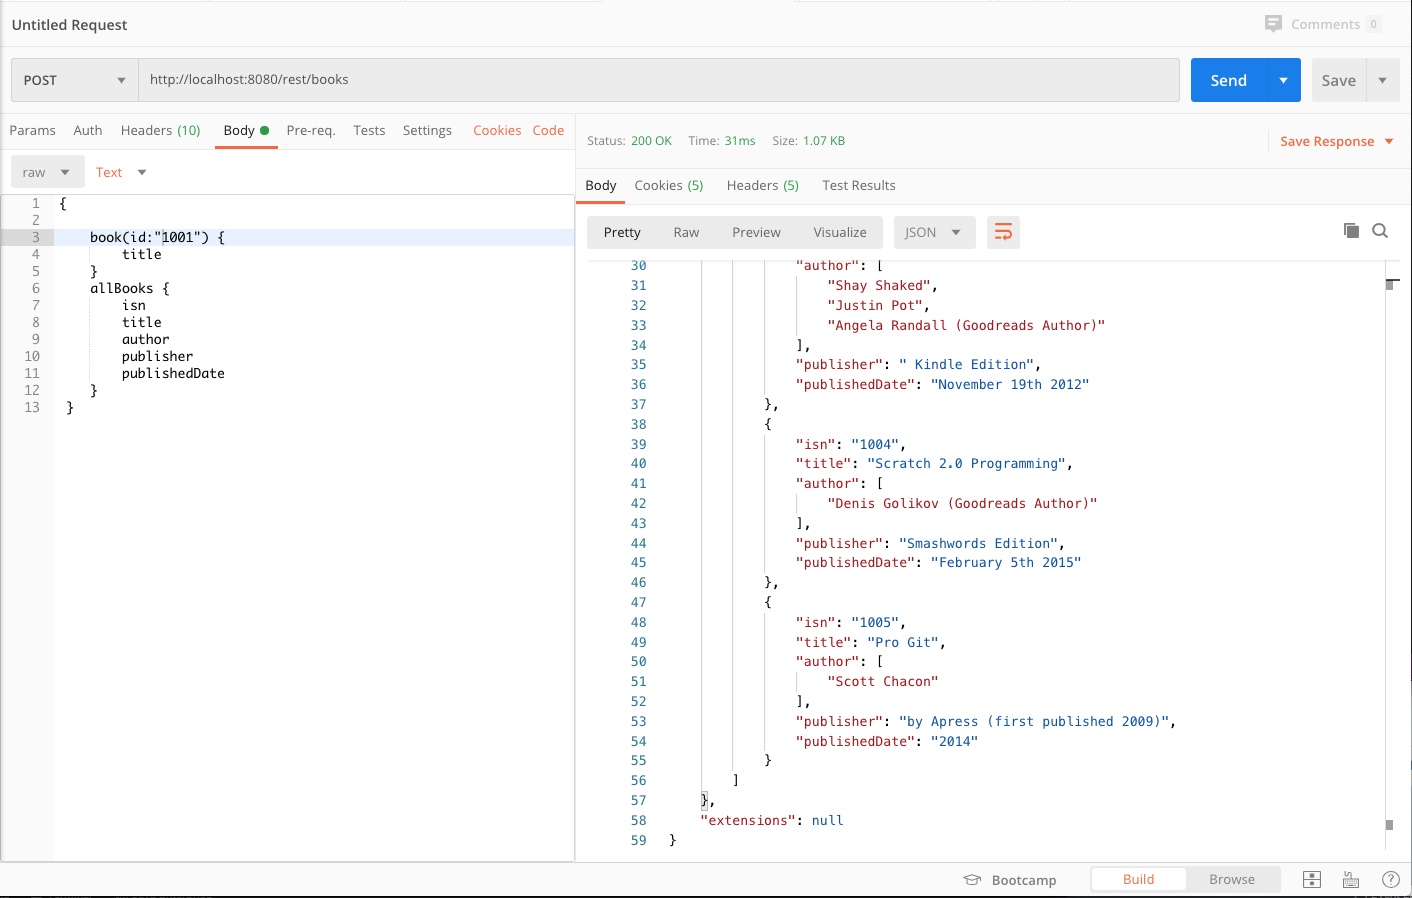 Untitled Request
Comments 0
POST
http://localhost:8080/rest/books
Send
Save
Params Auth Headers (10) Body Pre-req. Tests Settings Cookies Code
raw Text
1 {
2
3 book(id:"1001") {
4 title
5 }
6 allBooks {
7 isn
8 title
9 author
10 publisher
11 publishedDate
12 }
13 }
Status: 200 OK Time: 31ms Size: 1.07 KB Save Response
Body Cookies (5) Headers (5) Test Results
Pretty Raw Preview Visualize JSON
30 "author": [
31 "Shay Shaked",
32 "Justin Pot",
33 "Angela Randall (Goodreads Author)"
34 ],
35 "publisher": " Kindle Edition",
36 "publishedDate": "November 19th 2012"
37 },
38 {
39 "isn": "1004",
40 "title": "Scratch 2.0 Programming",
41 "author": [
42 "Denis Golikov (Goodreads Author)"
43 ],
44 "publisher": "Smashwords Edition",
45 "publishedDate": "February 5th 2015"
46 },
47 {
48 "isn": "1005",
49 "title": "Pro Git",
50 "author": [
51 "Scott Chacon"
52 ],
53 "publisher": "by Apress (first published 2009)",
54 "publishedDate": "2014"
55 }
56 ]
57 },
58 "extensions": null
59 }
Bootcamp Build Browse ?